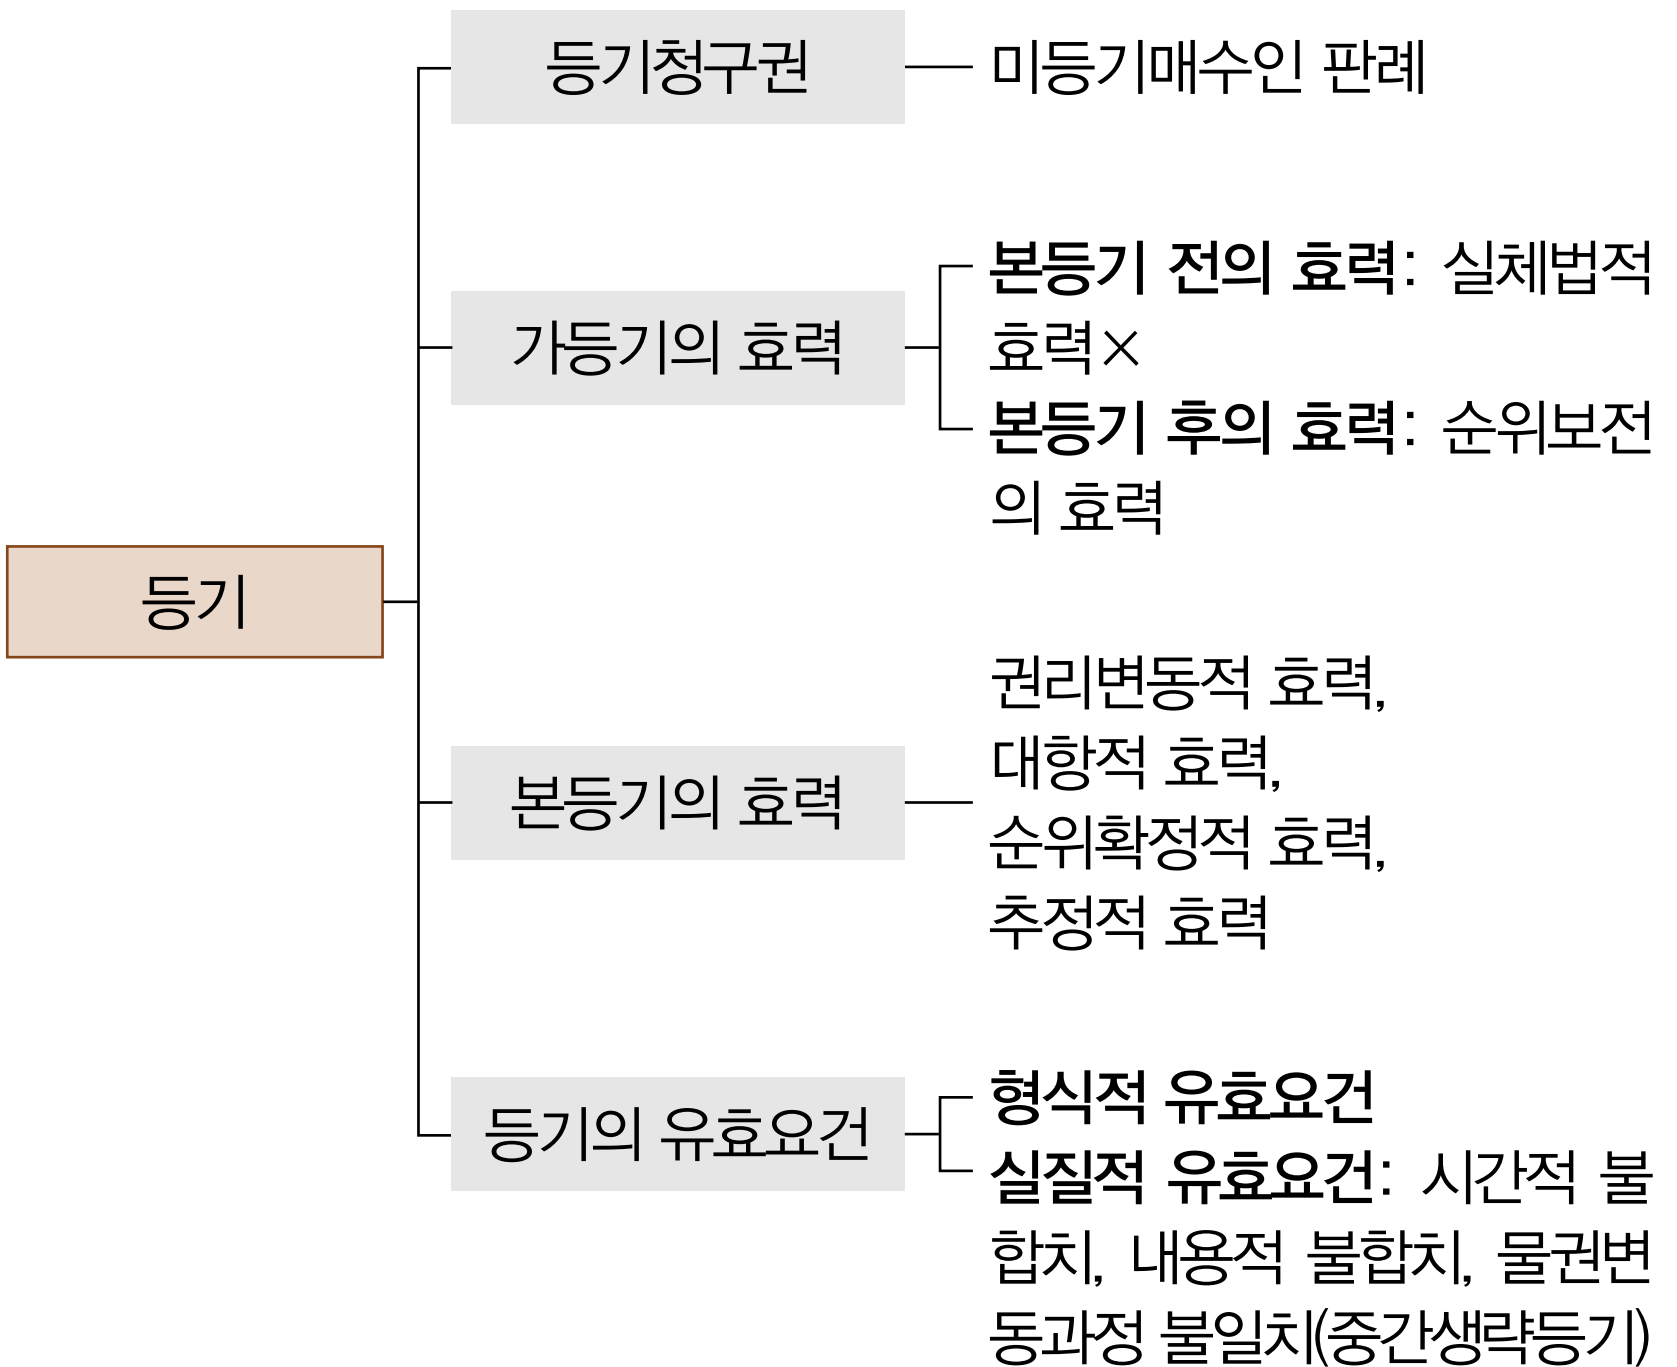 등기청구권
미등기매수인 판례
가등기의 효력
본등기 전의 효력: 실체법적
효력×
본등기 후의 효력: 순위보전
의 효력
등기
본등기의 효력
권리변동적 효력,
대항적 효력,
순위확정적 효력,
추정적 효력
등기의 유효요건
형식적 유효요건
실질적 유효요건: 시간적 불
합치, 내용적 불합치, 물권변
동과정 불일치(중간생략등기)